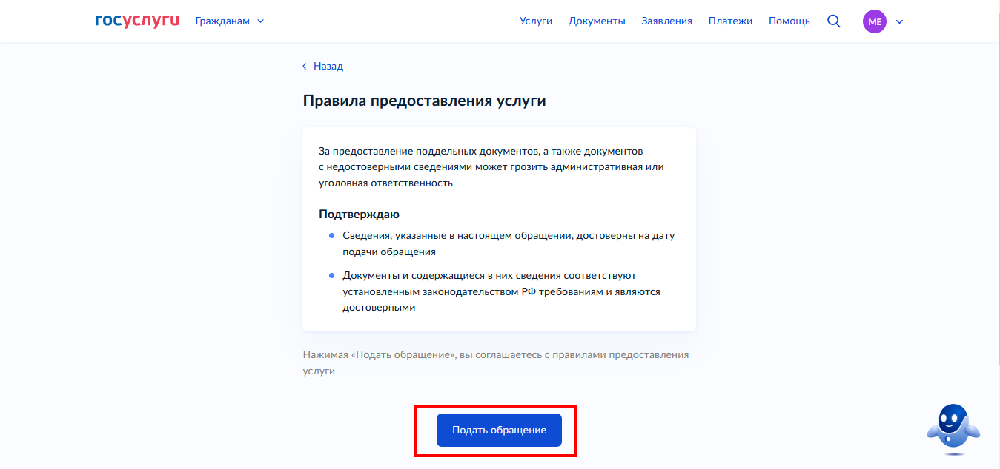 госуслуги Гражданам Услуги Документы Заявления Платежи Помощь МЕ
Назад
Правила предоставления услуги
За предоставление поддельных документов, а также документов
с недостоверными сведениями может грозить административная или
уголовная ответственность
Подтверждаю
Сведения, указанные в настоящем обращении, достоверны на дату
подачи обращения
Документы и содержащиеся в них сведения соответствуют
установленным законодательством РФ требованиям и являются
достоверными
Нажимая «Подать обращение», вы соглашаетесь с правилами предоставления
услуги
Подать обращение